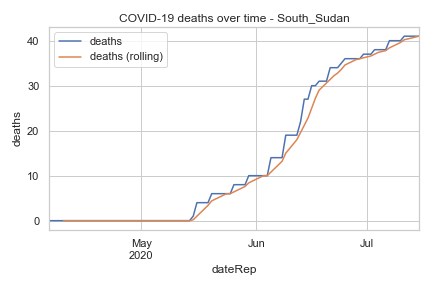 COVID-19 deaths over time - South_Sudan
deaths
deaths (rolling)
40
30
20
10
0
deaths
May
2020
Jun
Jul
dateRep